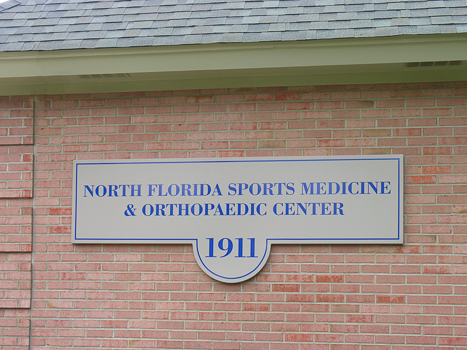 NORTH FLORIDA SPORTS MEDICINE
& ORTHOPAEDIC CENTER
1911